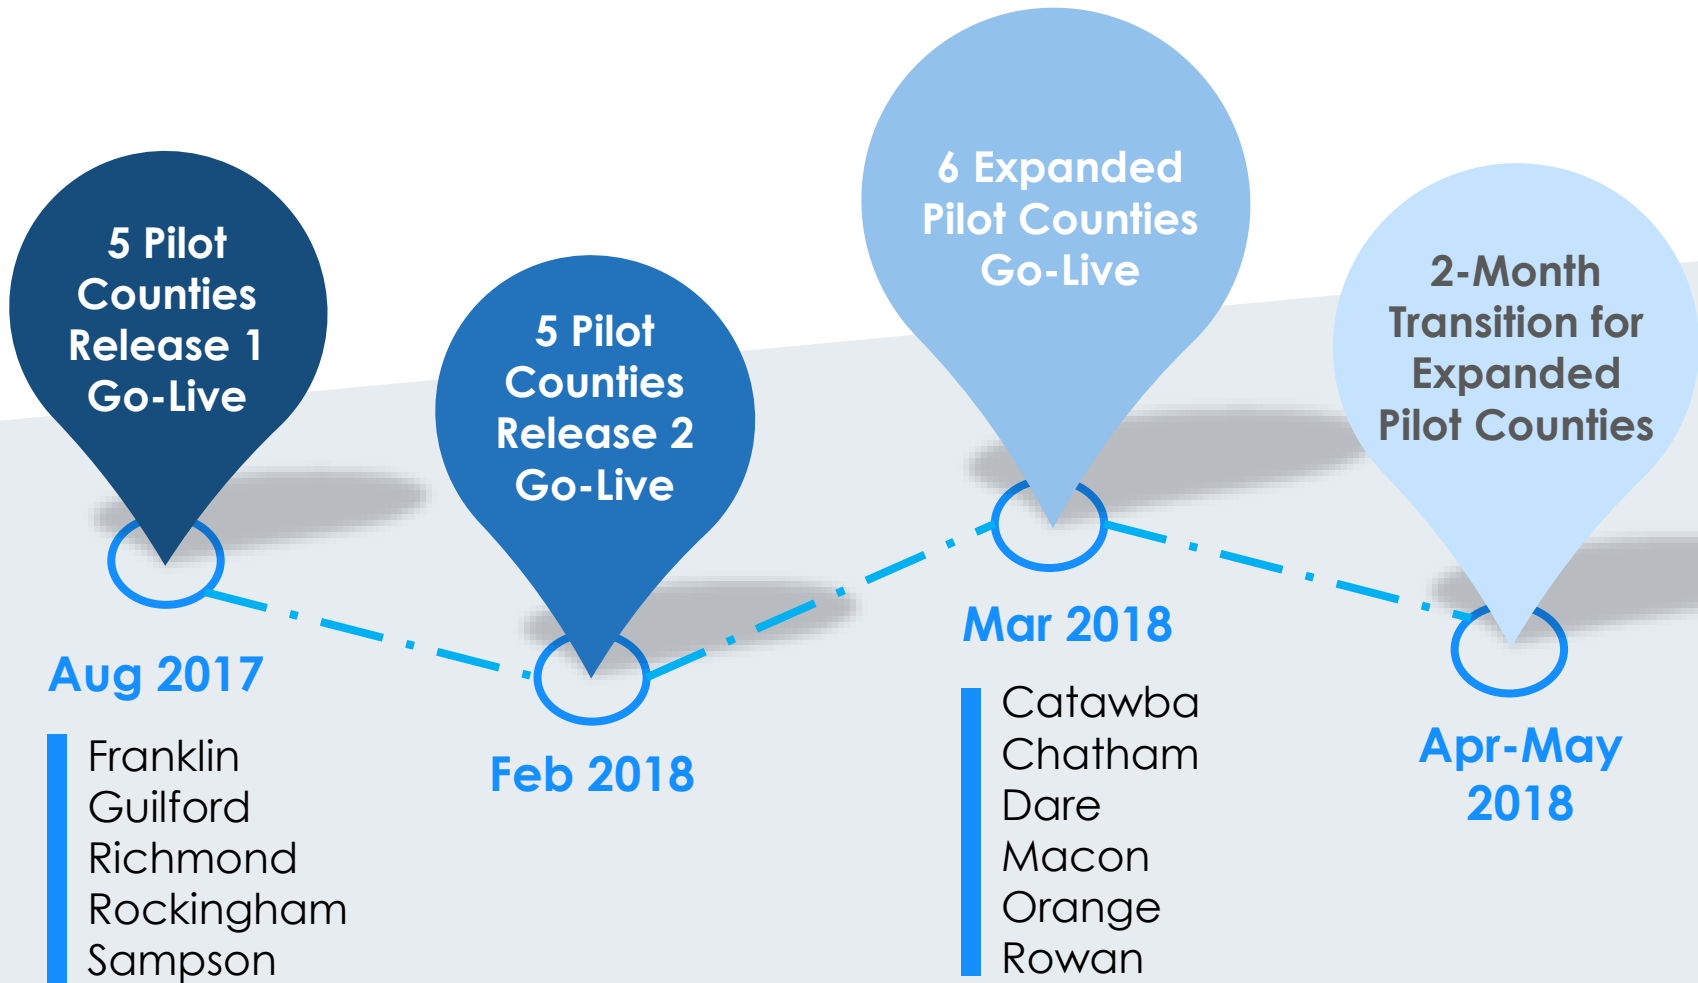 5 Pilot
Counties
Release 1
Go-Live
Aug 2017
Franklin
Guilford
Richmond
Rockingham
Sampson
5 Pilot
Counties
Release 2
Go-Live
Feb 2018
6 Expanded
Pilot Counties
Go-Live
Mar 2018
Catawba
Chatham
Dare
Macon
Orange
Rowan
2-Month
Transition for
Expanded
Pilot Counties
Apr-May
2018